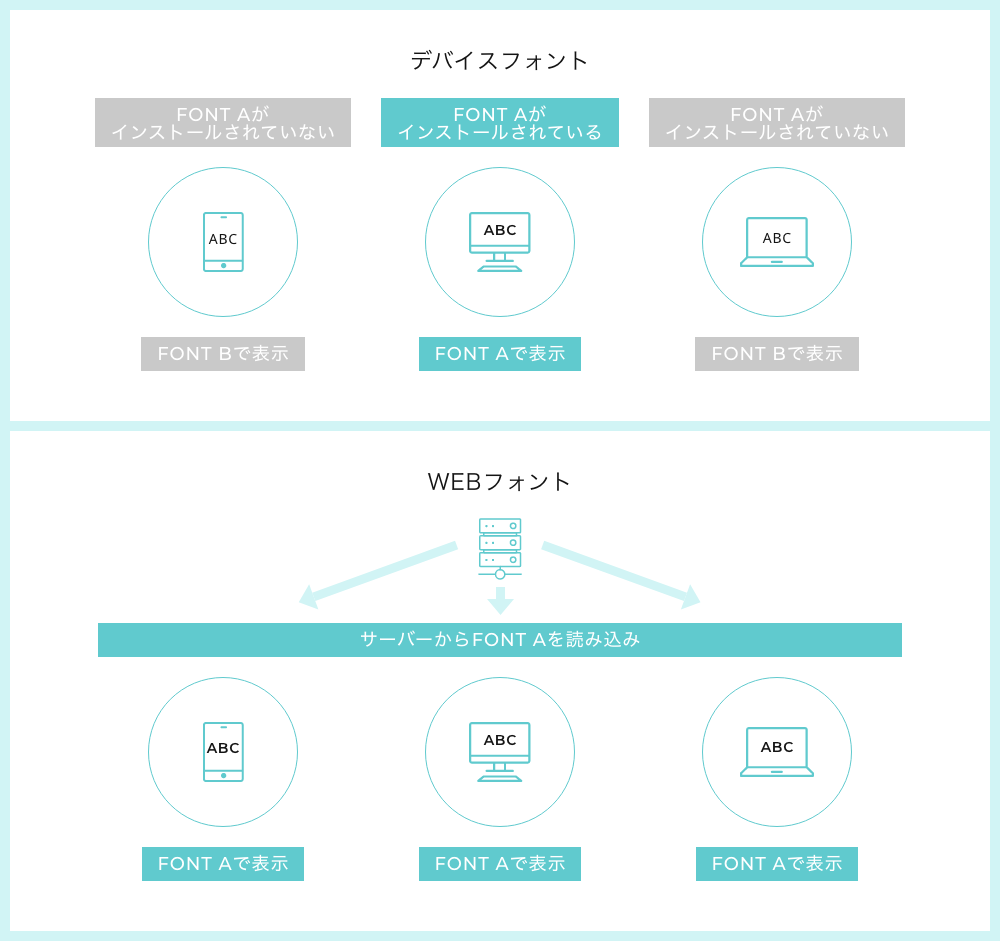 デバイスフォント
FONT Aが
インストールされていない
FONT Aが
インストールされている
FONT Aが
インストールされていない
ABC
ABC
ABC
FONT Bで表示
FONT Aで表示
FONT Bで表示
WEBフォント
サーバーからFONT Aを読み込み
ABC
ABC
ABC
FONT Aで表示
FONT Aで表示
FONT Aで表示